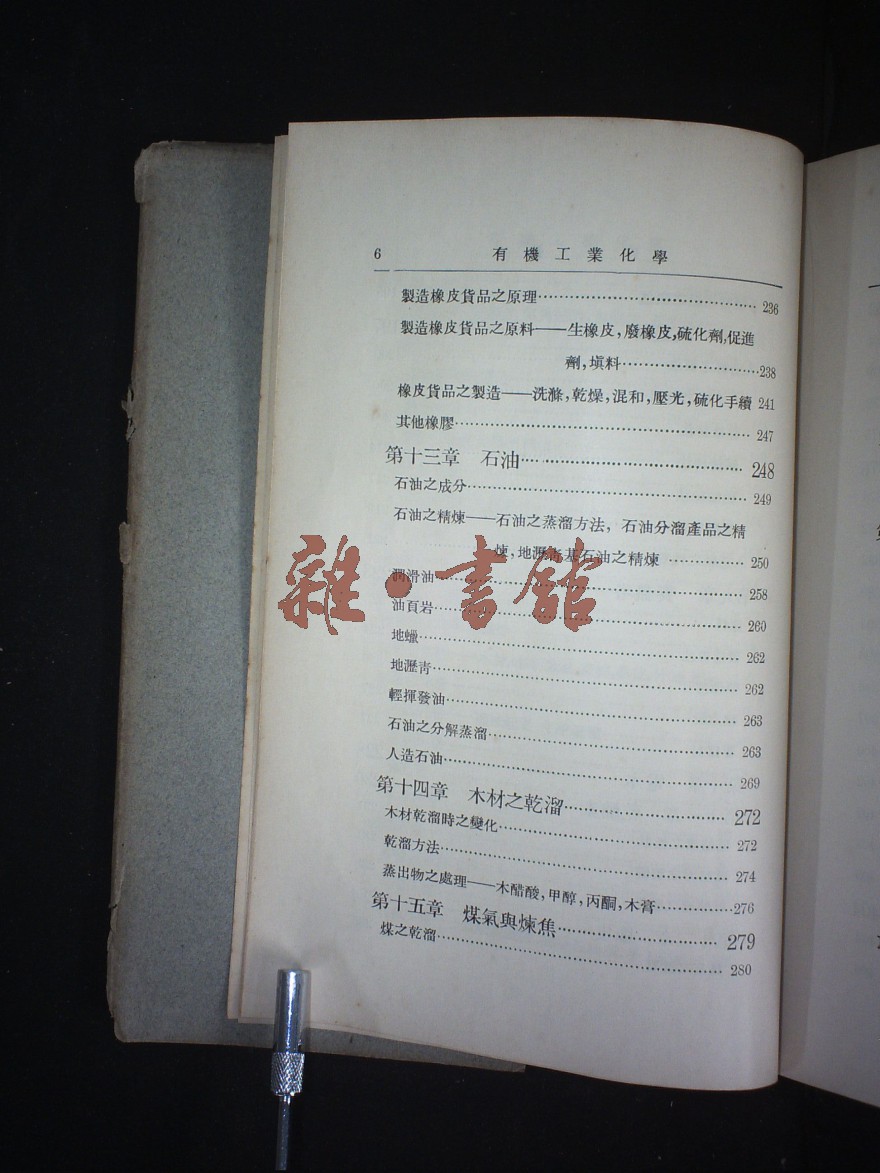 6 有機工業化學
製造橡皮貨品之原理 236
製造橡皮貨品之原料——生橡皮,廢橡皮,硫化劑,促進
劑,塡料 238
橡皮貨品之製造——洗滌,乾燥,混和,壓光,硫化手續 241
其他橡膠 247
第十三章 石油 248
石油之成分 249
石油之精煉——石油之蒸溜方法,石油分溜產品之精
煉,地瀝靑基石油之精煉 250
潤滑油 258
油頁岩 260
地蠟 262
地瀝靑 262
輕揮發油 263
石油之分解蒸溜 263
人造石油 269
第十四章 木材之乾溜 272
木材乾溜時之變化 272
乾溜方法 274
蒸出物之處理——木醋酸,甲醇,丙酮,木膏 276
第十五章 煤氣與煉焦 279
煤之乾溜 280
雜·書館